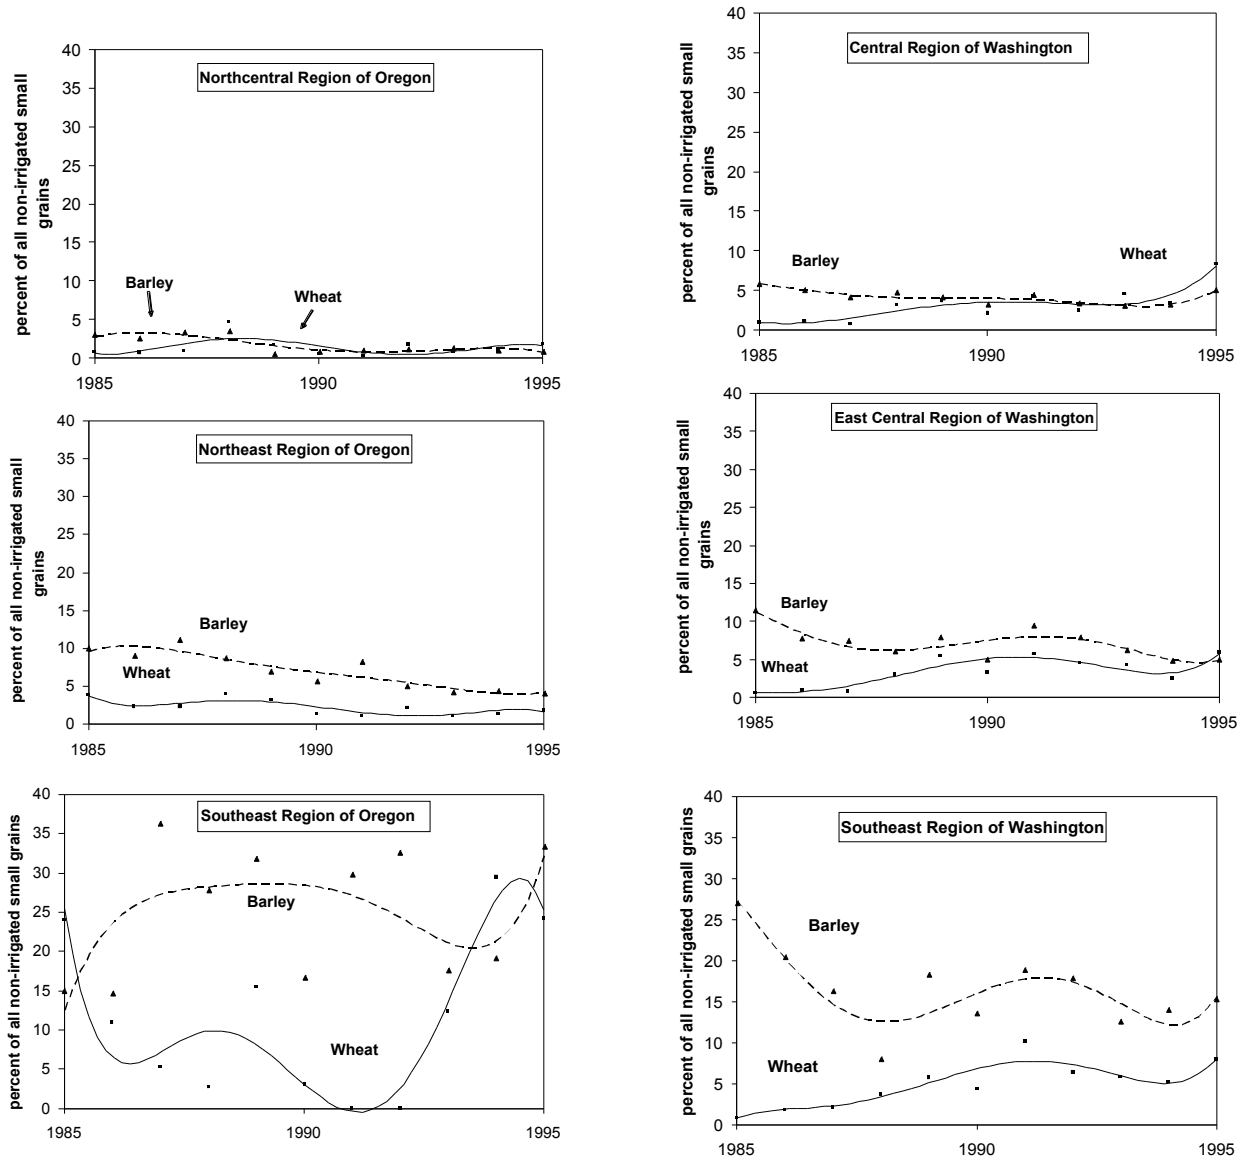 percent of all non-irrigated small
grains
40
35
30
25
20
15
10
5
0
Northcentral Region of Oregon
Barley
Wheat
1985
1990
1995
percent of all non-irrigated small
grains
40
35
30
25
20
15
10
5
0
Central Region of Washington
Barley
Wheat
1985
1990
1995
percent of all non-irrigated small
grains
40
35
30
25
20
15
10
5
0
Northeast Region of Oregon
Barley
Wheat
1985
1990
1995
percent of all non-irrigated small
grains
40
35
30
25
20
15
10
5
0
East Central Region of Washington
Barley
Wheat
1985
1990
1995
percent of all non-irrigated small grains
40
35
30
25
20
15
10
5
0
Southeast Region of Oregon
Barley
Wheat
1985
1990
1995
percent of all non-irrigated small grains
40
35
30
25
20
15
10
5
0
Southeast Region of Washington
Barley
Wheat
1985
1990
1995